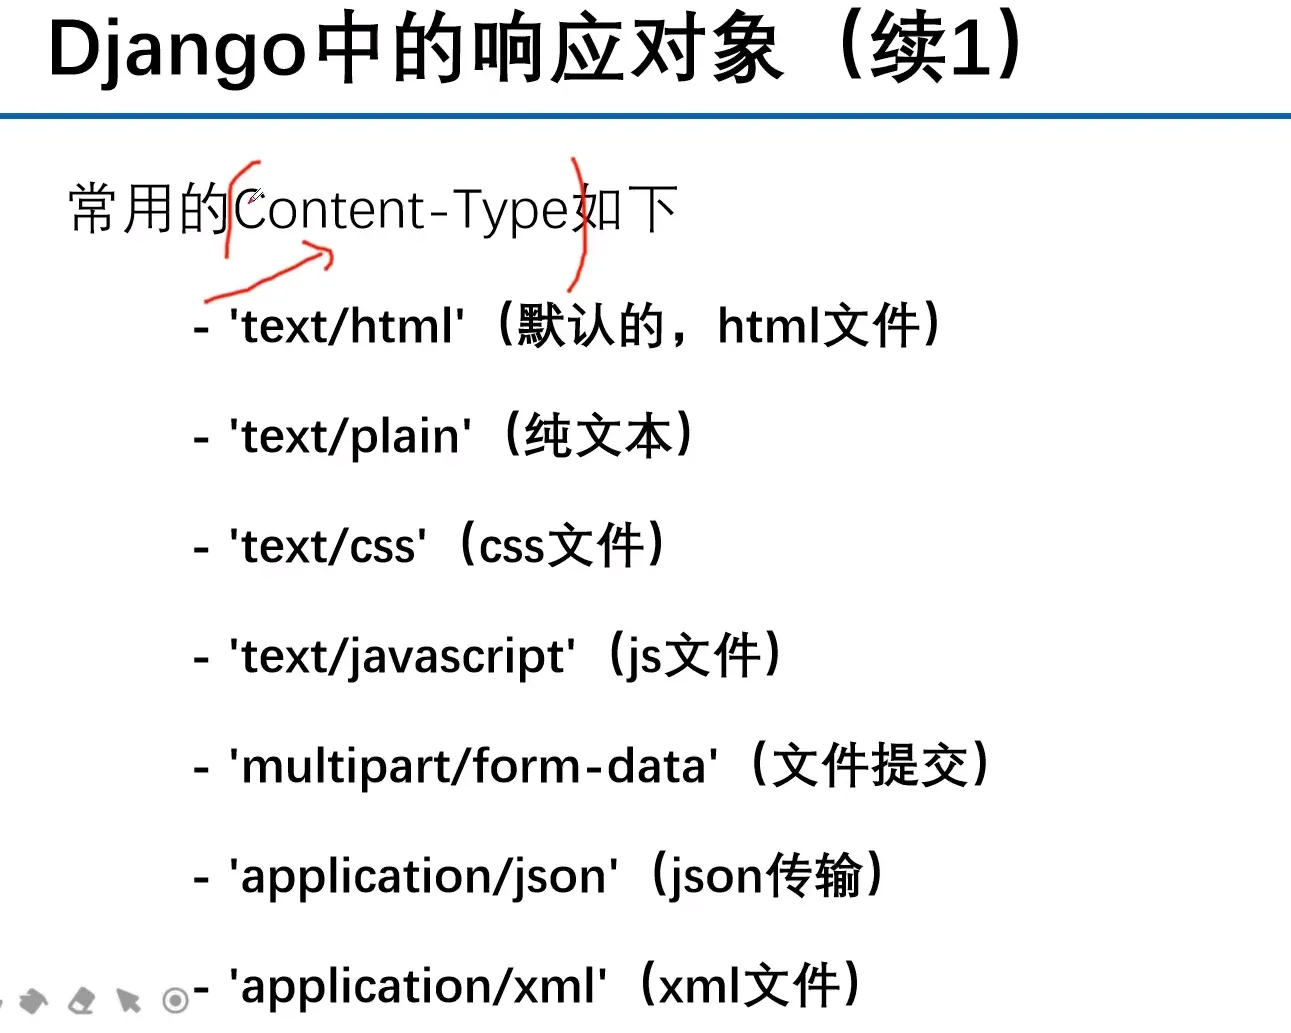 Django中的响应对象（续1）
常用的Content-Type如下
- 'text/html'（默认的，html文件）
- 'text/plain'（纯文本）
- 'text/css'（css文件）
- 'text/javascript'（js文件）
- 'multipart/form-data'（文件提交）
- 'application/json'（json传输）
- 'application/xml'（xml文件）